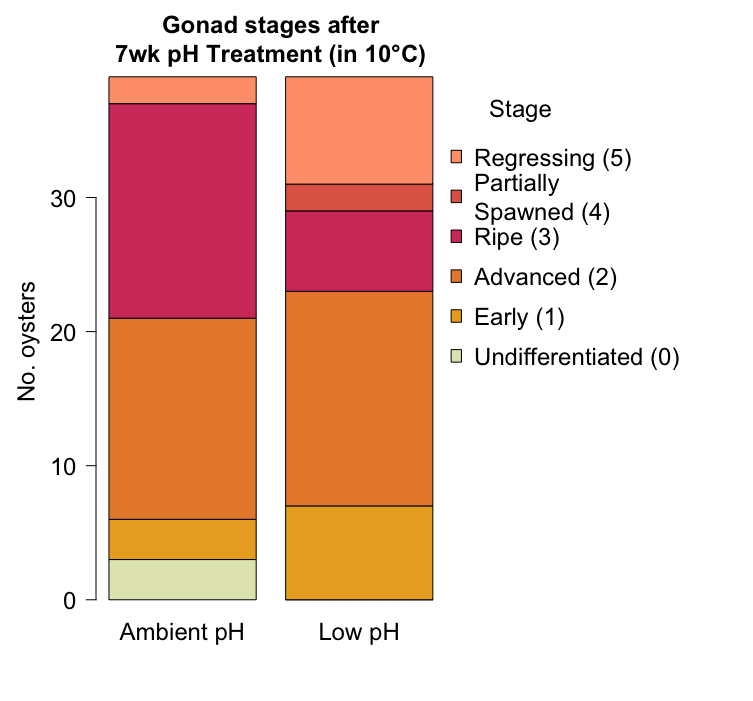 Gonad stages after
7wk pH Treatment (in 10°C)
Stage
Regressing (5)
Partially
Spawned (4)
Ripe (3)
Advanced (2)
Early (1)
Undifferentiated (0)
No. oysters
30
20
10
0
Ambient pH
Low pH